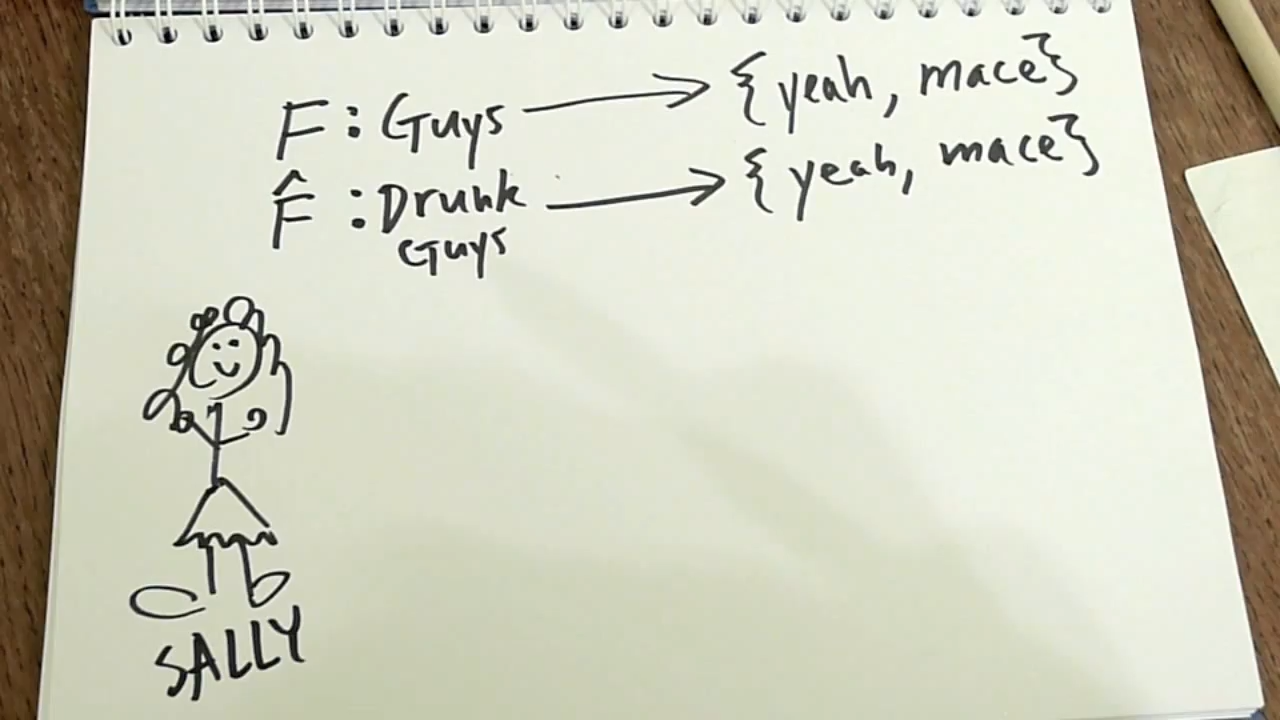 F : Guys → {yeah, mace}
F̂ : Drunk → {yeah, mace}
Guys
SALLY